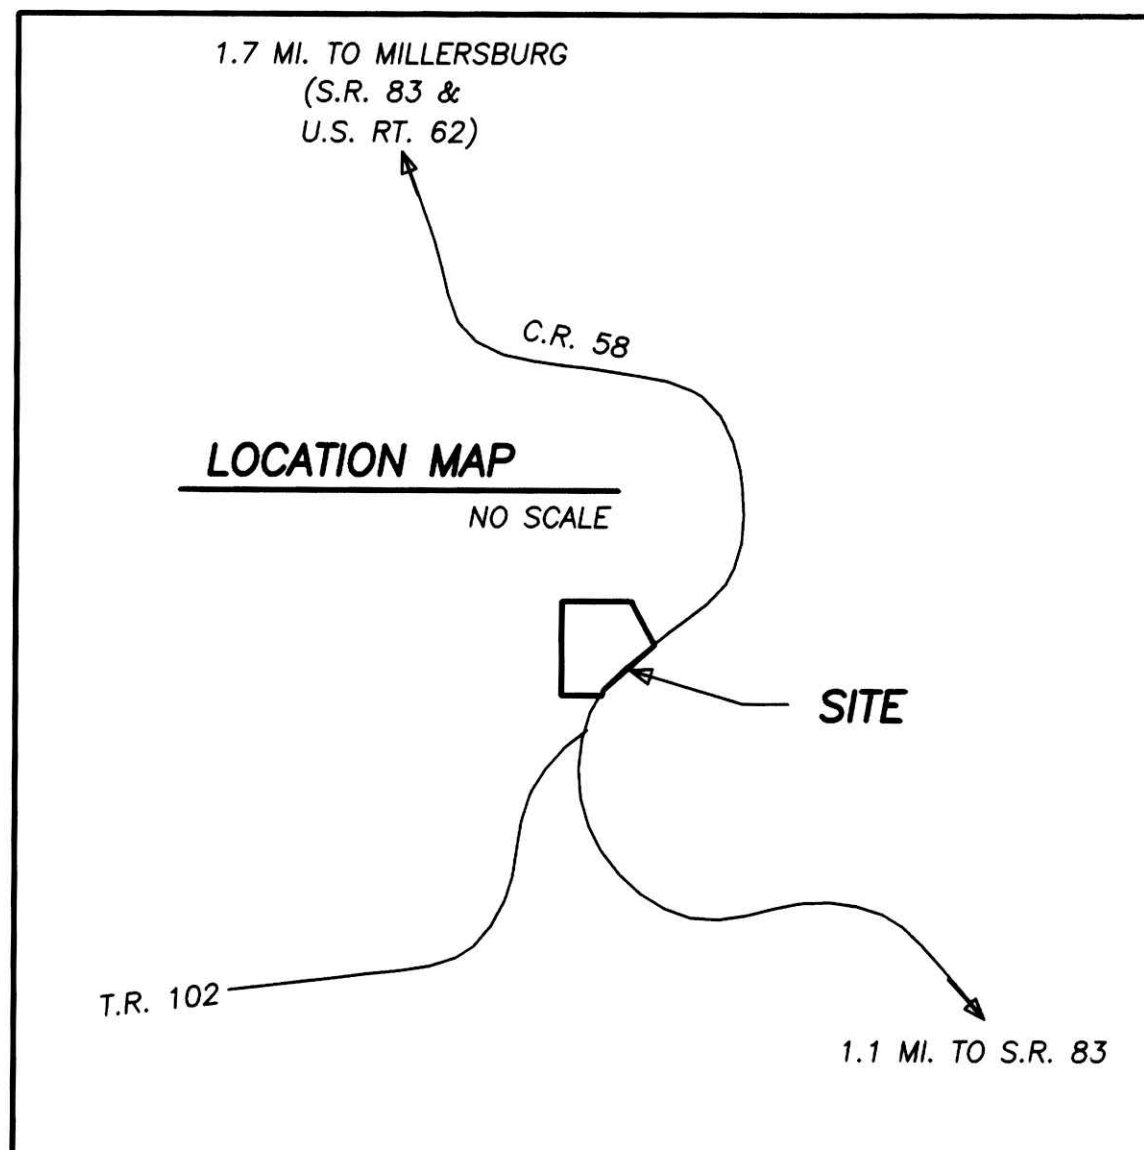 1.7 MI. TO MILLERSBURG
(S.R. 83 &
U.S. RT. 62)
C.R. 58
LOCATION MAP
NO SCALE
SITE
T.R. 102
1.1 MI. TO S.R. 83